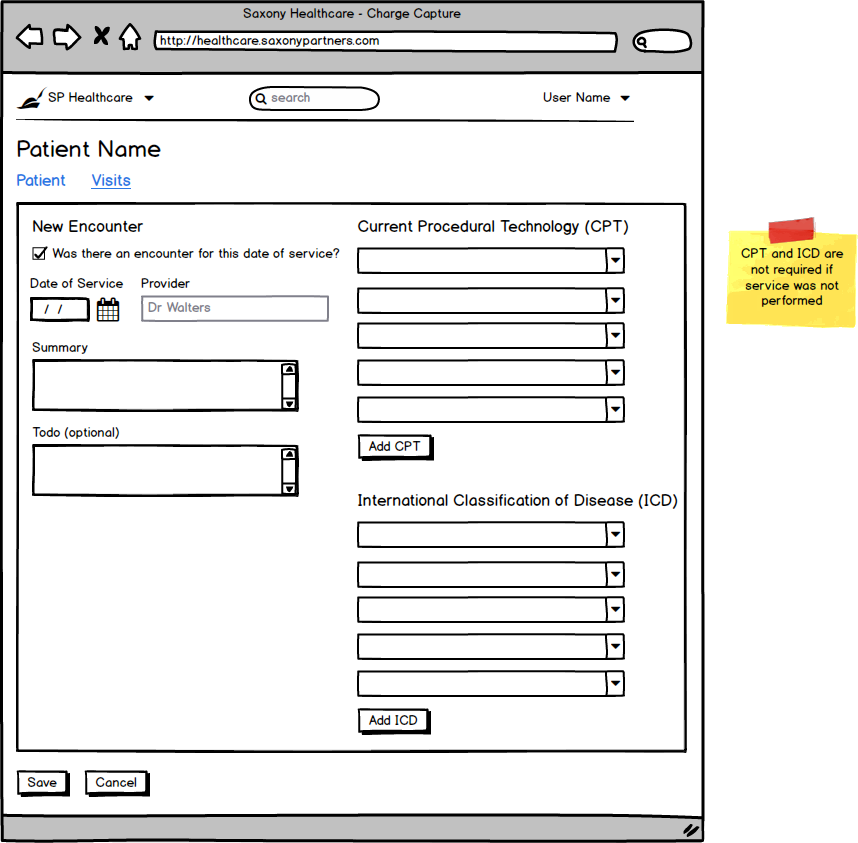 Saxony Healthcare - Charge Capture
http://healthcare.saxonypartners.com
SP Healthcare
search
User Name
Patient Name
Patient
Visits
New Encounter
Was there an encounter for this date of service?
Date of Service
Provider
/ /
Dr Walters
Summary
Todo (optional)
Current Procedural Technology (CPT)
Add CPT
International Classification of Disease (ICD)
Add ICD
Save
Cancel
CPT and ICD are
not required if
service was not
performed